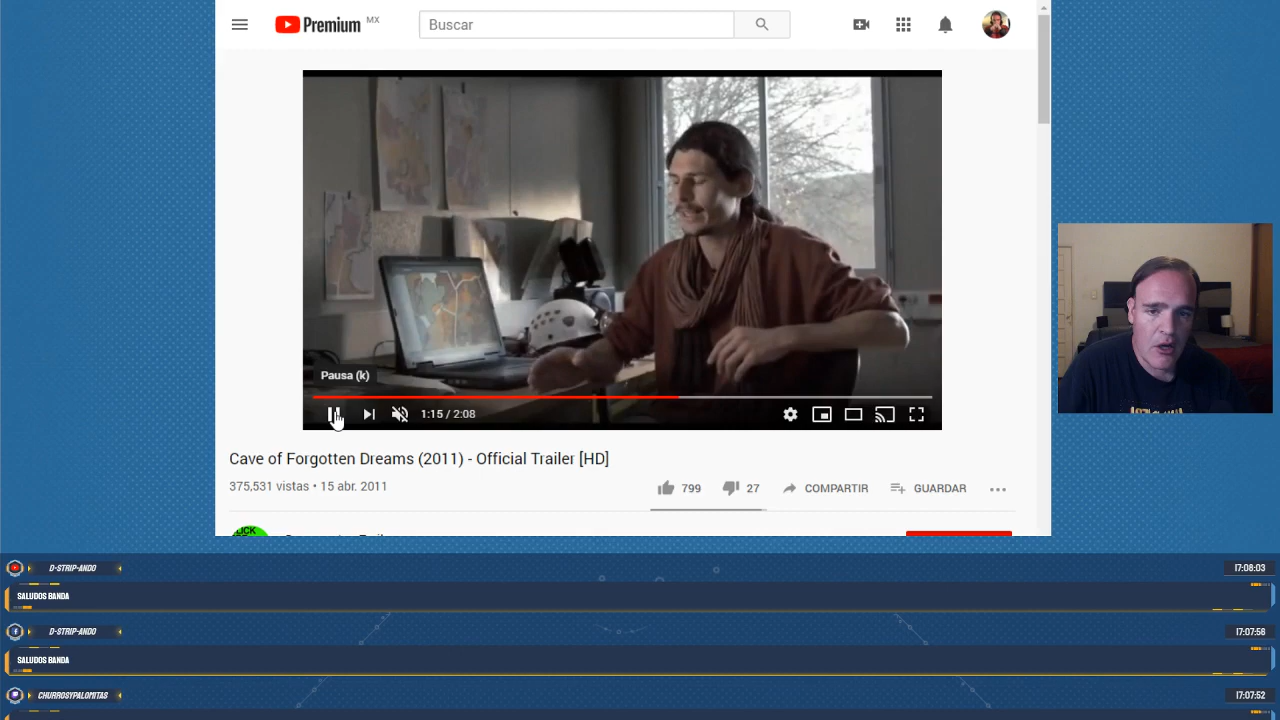 Premium MX
Buscar
Pausa (k)
1:15 / 2:08
Cave of Forgotten Dreams (2011) - Official Trailer [HD]
375,531 vistas • 15 abr. 2011
799
27
COMPARTIR
GUARDAR
D-STRIP-ANDO
17:08:03
SALUDOS BANDA
D-STRIP-ANDO
17:07:58
SALUDOS BANDA
CHURROSYPALOMITAS
17:07:52